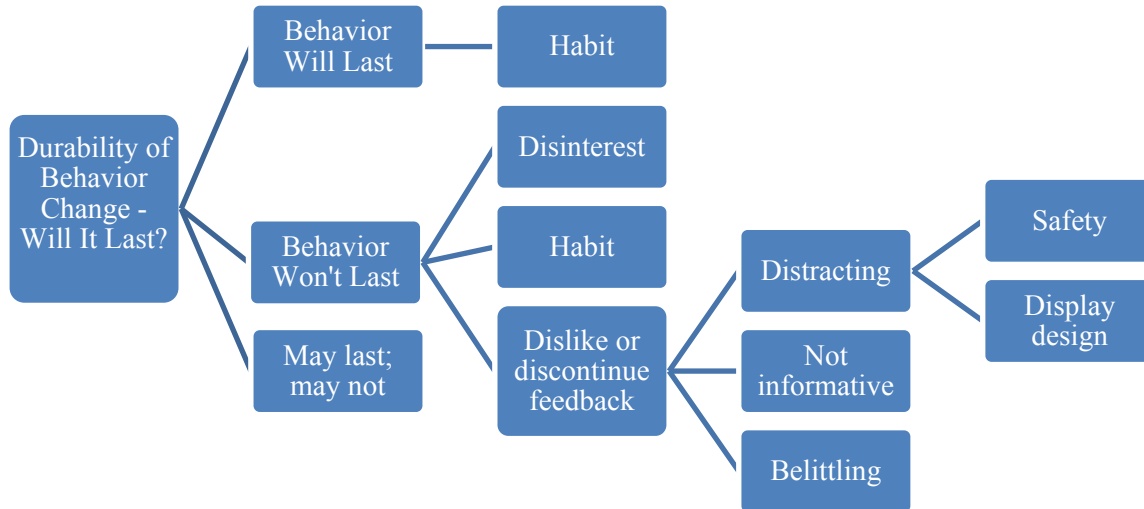 Durability of
Behavior
Change -
Will It Last?
Behavior
Will Last
Habit
Behavior
Won't Last
Disinterest
Habit
Dislike or
discontinue
feedback
Distracting
Safety
Display
design
Not
informative
Belittling
May last;
may not